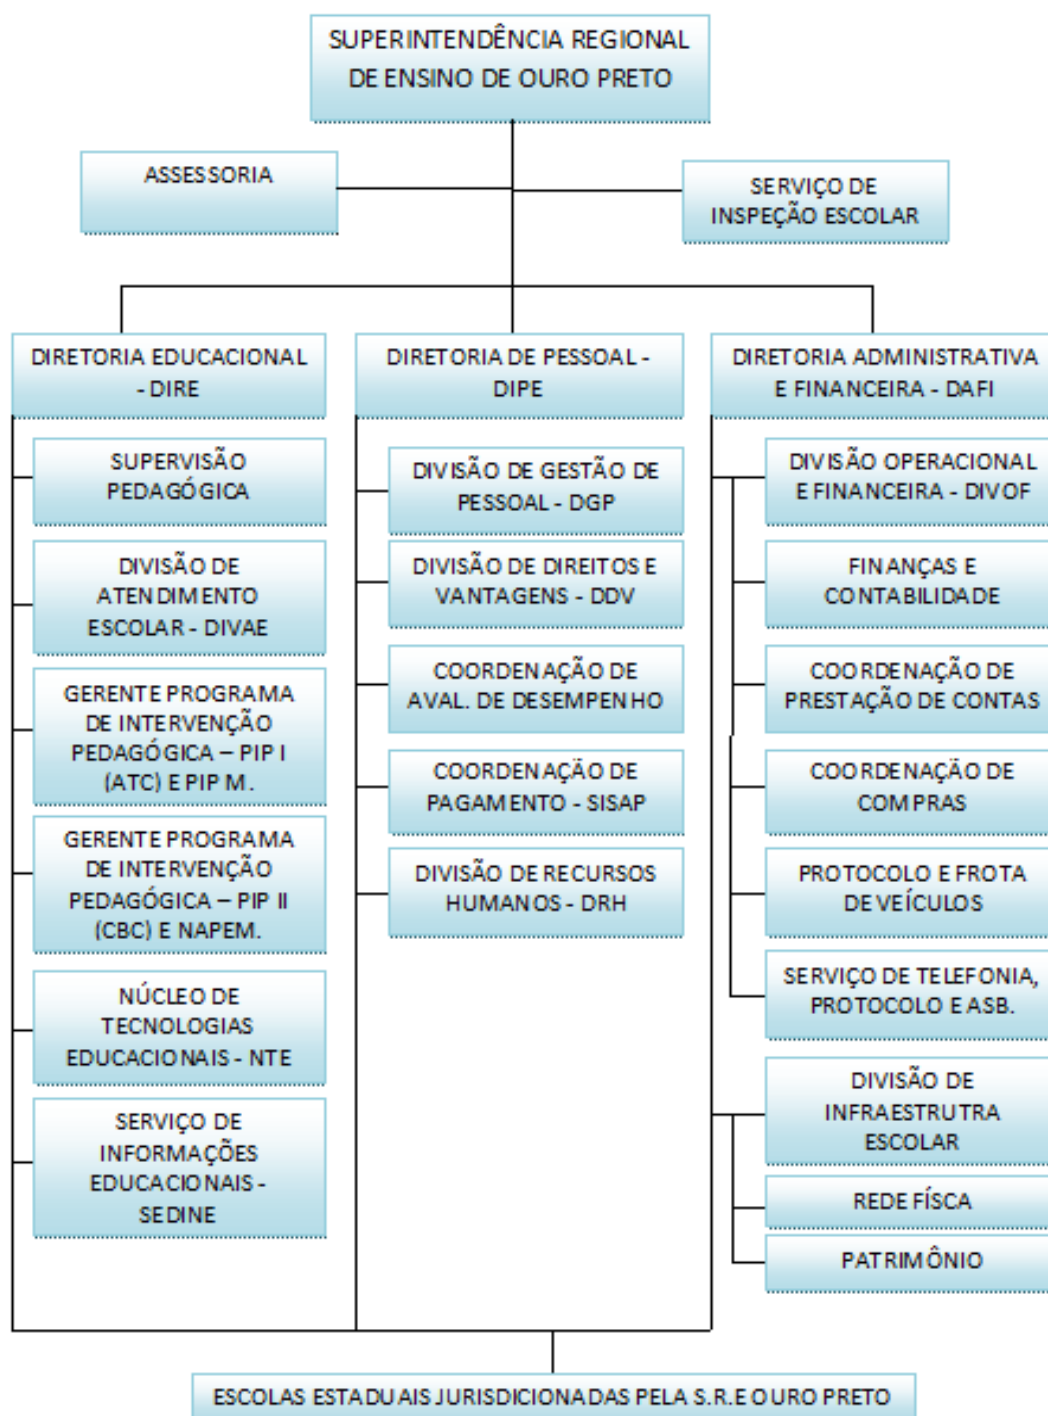 SUPERINTENDÊNCIA REGIONAL
DE ENSINO DE OURO PRETO
ASSESSORIA
SERVIÇO DE
INSPEÇÃO ESCOLAR
DIRETORIA EDUCACIONAL
- DIRE
SUPERVISÃO
PEDAGÓGICA
DIVISÃO DE
ATENDIMENTO
ESCOLAR - DIVAE
GERENTE PROGRAMA
DE INTERVENÇÃO
PEDAGÓGICA – PIP I
(ATC) E PIP M.
GERENTE PROGRAMA
DE INTERVENÇÃO
PEDAGÓGICA – PIP II
(CBC) E NAPEM.
NÚCLEO DE
TECNOLOGIAS
EDUCACIONAIS - NTE
SERVIÇO DE
INFORMAÇÕES
EDUCACIONAIS -
SEDINE
DIRETORIA DE PESSOAL -
DIPE
DIVISÃO DE GESTÃO DE
PESSOAL - DGP
DIVISÃO DE DIREITOS E
VANTAGENS - DDV
COORDENAÇÃO DE
AVAL. DE DESEMPENHO
COORDENAÇÃO DE
PAGAMENTO - SISAP
DIVISÃO DE RECURSOS
HUMANOS - DRH
DIRETORIA ADMINISTRATIVA
E FINANCEIRA - DAFI
DIVISÃO OPERACIONAL
E FINANCEIRA - DIVOF
FINANÇAS E
CONTABILIDADE
COORDENAÇÃO DE
PRESTAÇÃO DE CONTAS
COORDENAÇÃO DE
COMPRAS
PROTOCOLO E FROTA
DE VEÍCULOS
SERVIÇO DE TELEFONIA,
PROTOCOLO E ASB.
DIVISÃO DE
INFRAESTRUTRA
ESCOLAR
REDE FÍSCA
PATRIMÔNIO
ESCOLAS ESTADUAIS JURISDICIONADAS PELA S.R.E OURO PRETO